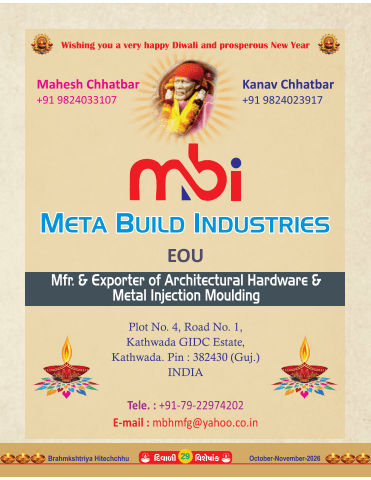 Wishing you a very happy Diwali and prosperous New Year
Mahesh Chhatbar
+91 9824033107
Kanav Chhatbar
+91 9824023917
mbi
META BUILD INDUSTRIES
EOU
Mfr. & Exporter of Architectural Hardware &
Metal Injection Moulding
Plot No. 4, Road No. 1,
Kathwada GIDC Estate,
Kathwada. Pin : 382430 (Guj.)
INDIA
Tele. : +91-79-22974202
E-mail : mbhmfg@yahoo.co.in
Brahmkshtriya Hitechchhu દિવાળી 29 વિશેષાંક October-November-2026